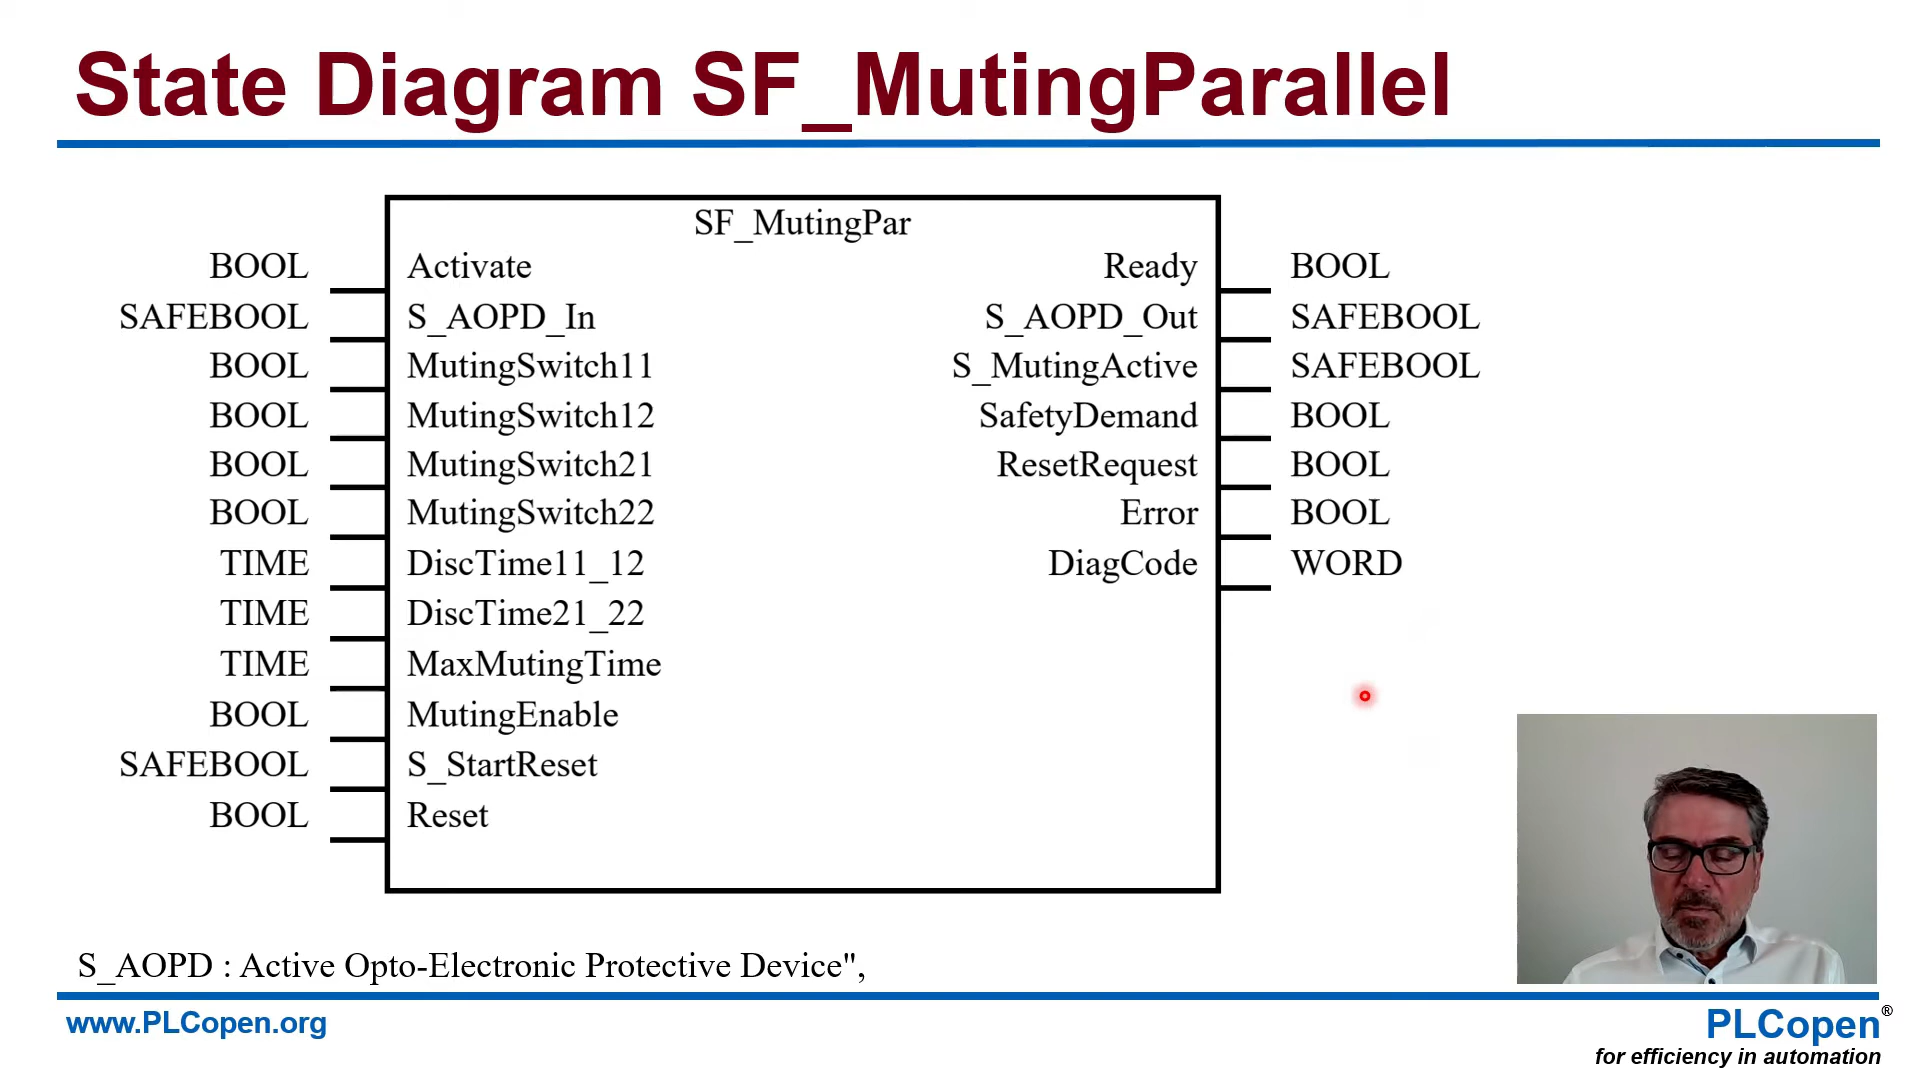 State Diagram SF_MutingParallel
SF_MutingPar
BOOL Activate Ready BOOL
SAFEBOOL S_AOPD_In S_AOPD_Out SAFEBOOL
BOOL MutingSwitch11 S_MutingActive SAFEBOOL
BOOL MutingSwitch12 SafetyDemand BOOL
BOOL MutingSwitch21 ResetRequest BOOL
BOOL MutingSwitch22 Error BOOL
TIME DiscTime11_12 DiagCode WORD
TIME DiscTime21_22
TIME MaxMutingTime
BOOL MutingEnable
SAFEBOOL S_StartReset
BOOL Reset
S_AOPD : Active Opto-Electronic Protective Device",
www.PLCopen.org
PLCopen®
for efficiency in automation